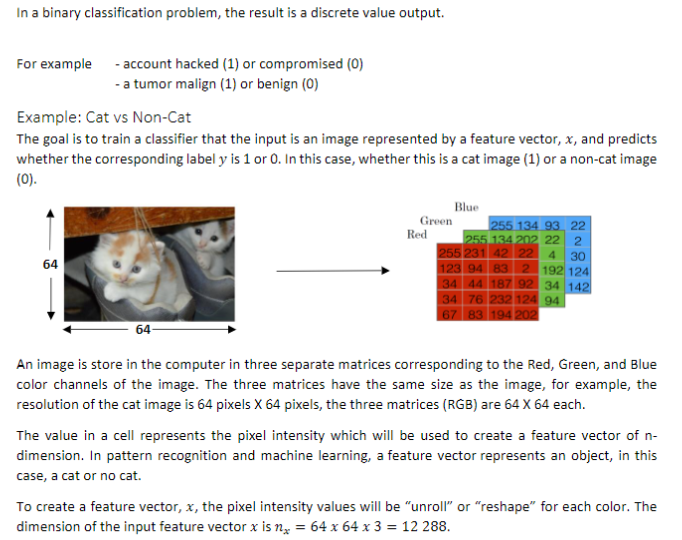 In a binary classification problem, the result is a discrete value output.
For example - account hacked (1) or compromised (0)
- a tumor malign (1) or benign (0)
Example: Cat vs Non-Cat
The goal is to train a classifier that the input is an image represented by a feature vector, x, and predicts
whether the corresponding label y is 1 or 0. In this case, whether this is a cat image (1) or a non-cat image
(0).
Blue
Green
Red
255 134 93 22
255 134 202 22 2
255 231 42 22 4 30
123 94 83 2 192 124
34 44 187 92 34 142
34 76 232 124 94
67 83 194 202
64
64
An image is store in the computer in three separate matrices corresponding to the Red, Green, and Blue
color channels of the image. The three matrices have the same size as the image, for example, the
resolution of the cat image is 64 pixels X 64 pixels, the three matrices (RGB) are 64 X 64 each.
The value in a cell represents the pixel intensity which will be used to create a feature vector of n-
dimension. In pattern recognition and machine learning, a feature vector represents an object, in this
case, a cat or no cat.
To create a feature vector, x, the pixel intensity values will be “unroll” or “reshape” for each color. The
dimension of the input feature vector x is nₓ = 64 x 64 x 3 = 12 288.